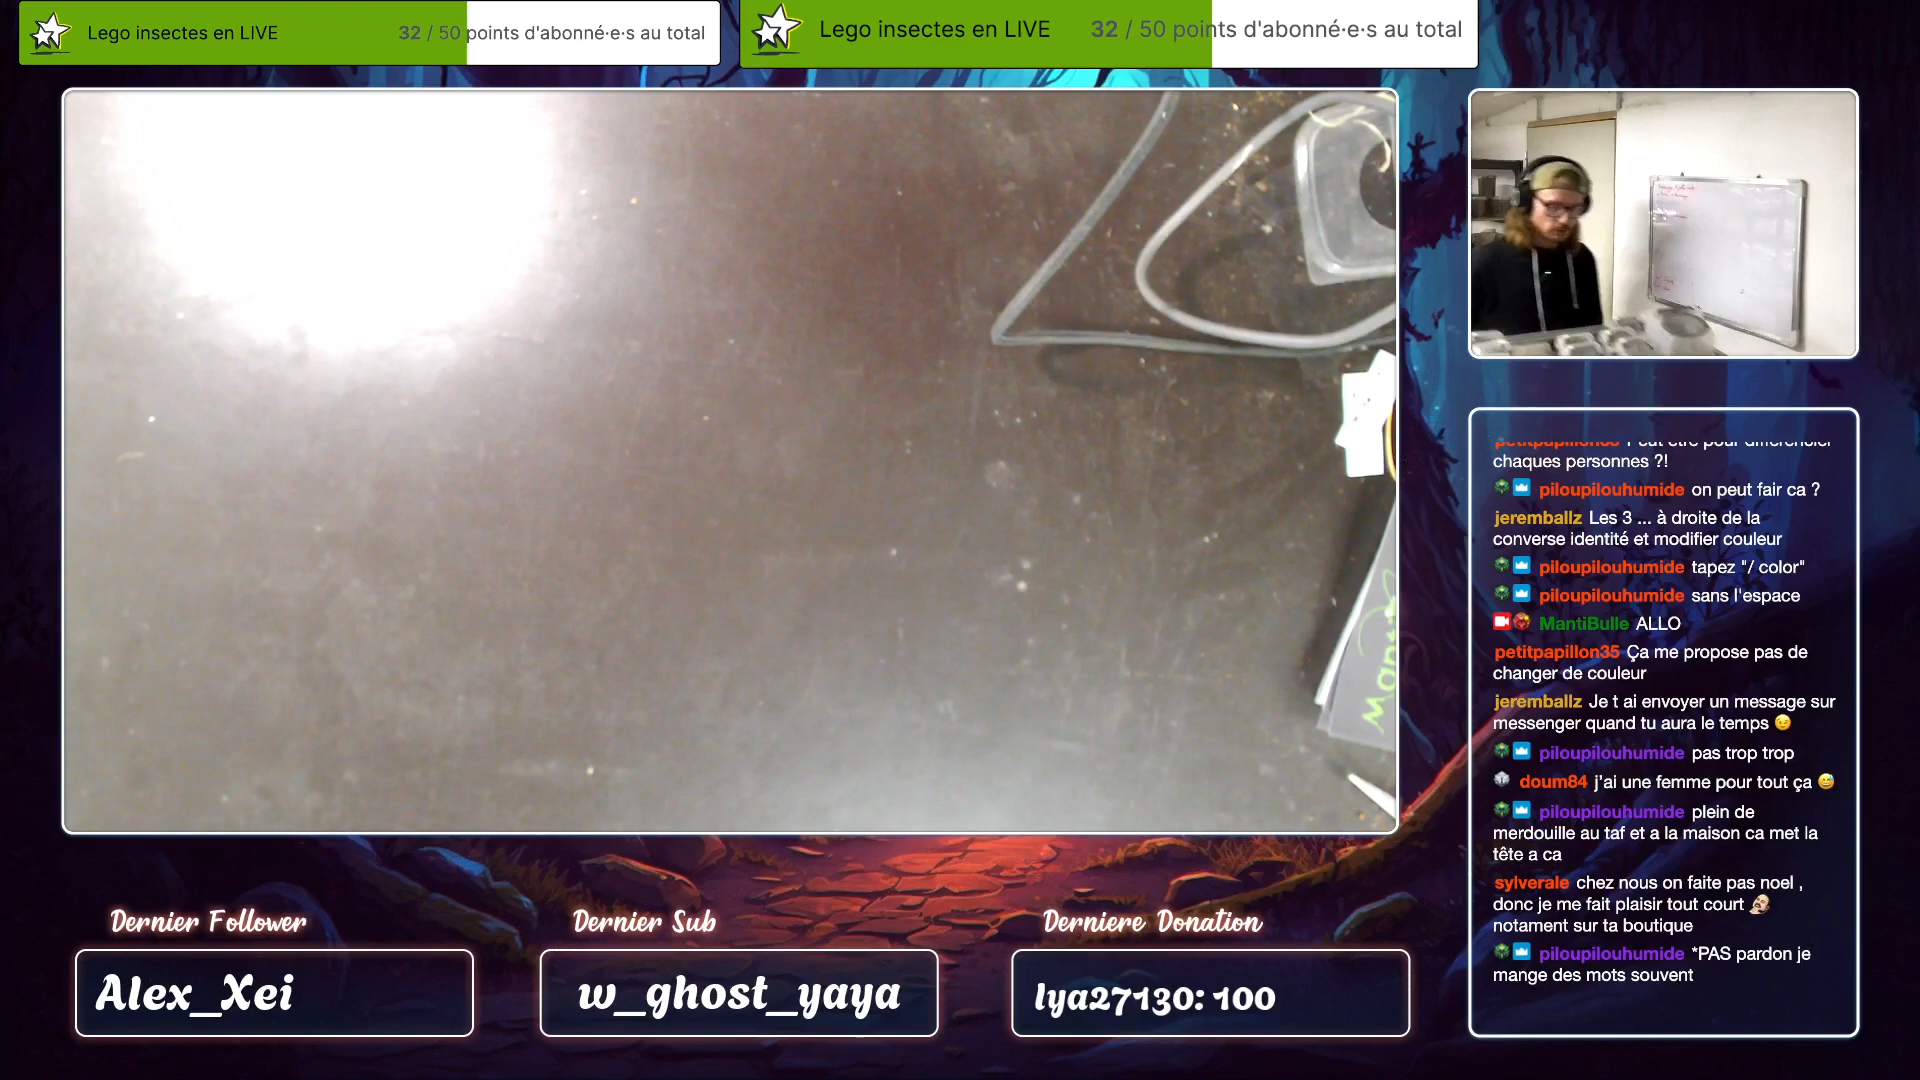 Lego insectes en LIVE 32 / 50 points d'abonné·e·s au total
Lego insectes en LIVE 32 / 50 points d'abonné·e·s au total
petitpapillon35 Peut être pour différencier
chaques personnes ?!
piloupilouhumide on peut fair ca ?
jeremballz Les 3 ... à droite de la
converse identité et modifier couleur
piloupilouhumide tapez "/ color"
piloupilouhumide sans l'espace
MantiBulle ALLO
petitpapillon35 Ça me propose pas de
changer de couleur
jeremballz Je t ai envoyer un message sur
messenger quand tu aura le temps 😉
piloupilouhumide pas trop trop
doum84 j'ai une femme pour tout ça 😅
piloupilouhumide plein de
merdouille au taf et a la maison ca met la
tête a ca
sylverale chez nous on faite pas noel ,
donc je me fait plaisir tout court
notament sur ta boutique
piloupilouhumide *PAS pardon je
mange des mots souvent
Manti
Dernier Follower
Alex_Xei
Dernier Sub
w_ghost_yaya
Derniere Donation
lya27130: 100